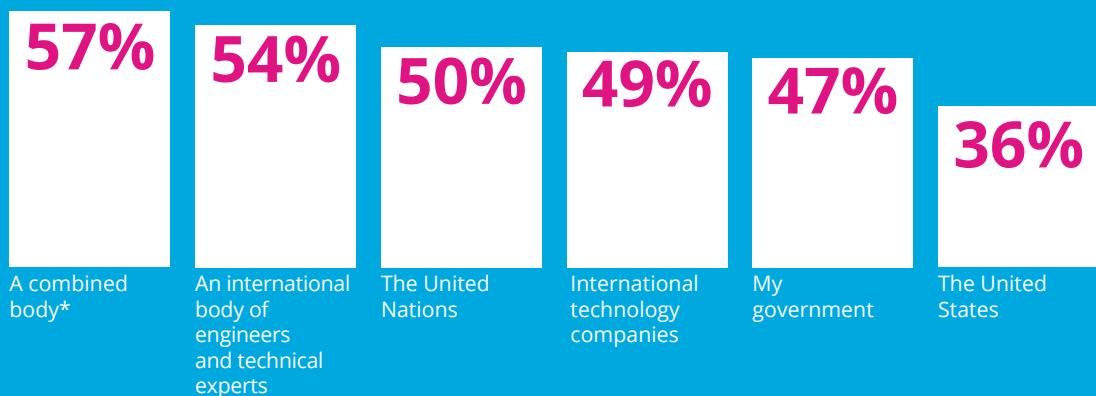 57%
54%
50%
49%
47%
36%
A combined
body*
An international
body of
engineers
and technical
experts
The United
Nations
International
technology
companies
My
government
The United
States